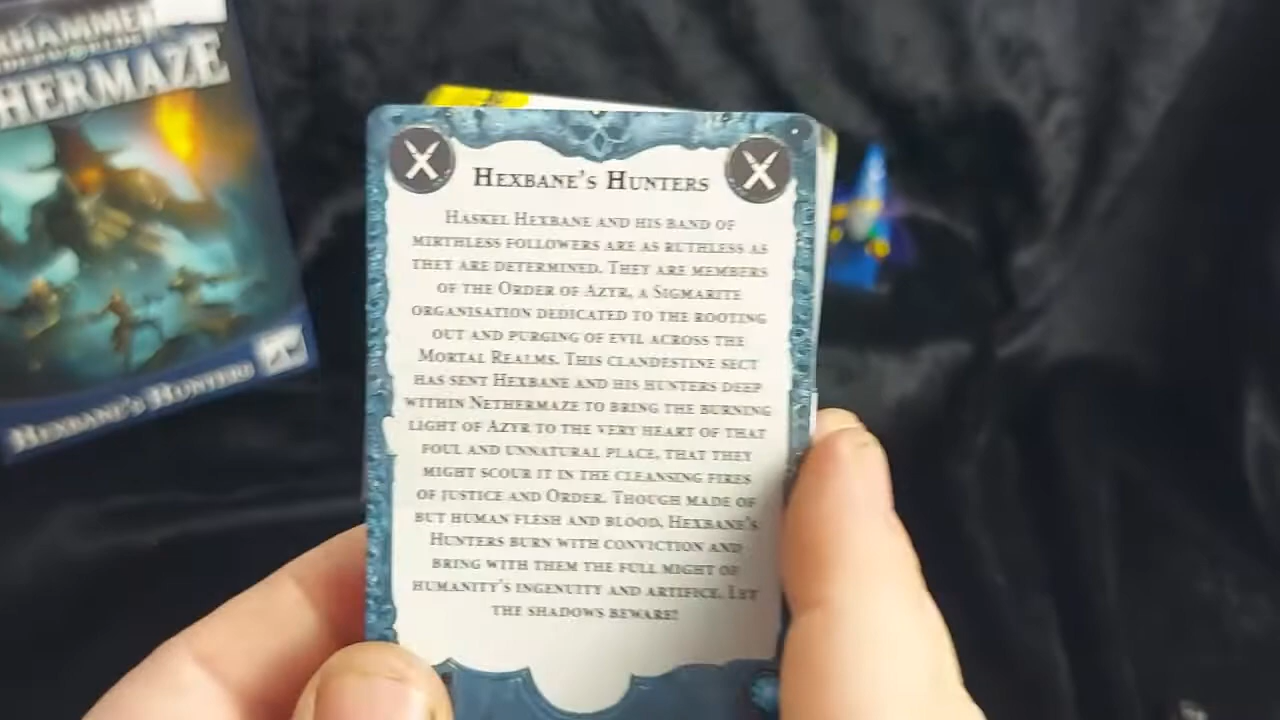 HAMMER
HERMAZE
HEXBANE'S HUNTERS
HEXBANE'S HUNTERS
HASKEL HEXBANE AND HIS BAND OF
MIRTHLESS FOLLOWERS ARE AS RUTHLESS AS
THEY ARE DETERMINED. THEY ARE MEMBERS
OF THE ORDER OF AZYR, A SIGMARITE
ORGANISATION DEDICATED TO THE ROOTING
OUT AND PURGING OF EVIL ACROSS THE
MORTAL REALMS. THIS CLANDESTINE SECT
HAS SENT HEXBANE AND HIS HUNTERS DEEP
WITHIN NETHERMAZE TO BRING THE BURNING
LIGHT OF AZYR TO THE VERY HEART OF THAT
FOUL AND UNNATURAL PLACE, THAT THEY
MIGHT SCOUR IT IN THE CLEANSING FIRES
OF JUSTICE AND ORDER. THOUGH MADE OF
BUT HUMAN FLESH AND BLOOD, HEXBANE'S
HUNTERS BURN WITH CONVICTION AND
BRING WITH THEM THE FULL MIGHT OF
HUMANITY'S INGENUITY AND ARTIFICE. LET
THE SHADOWS BEWARE!